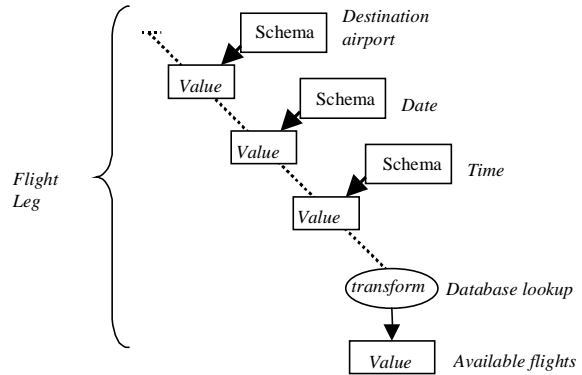 Schema
Destination
airport
Value
Schema
Date
Value
Schema
Time
Flight
Leg
Value
transform
Database lookup
Value
Available flights